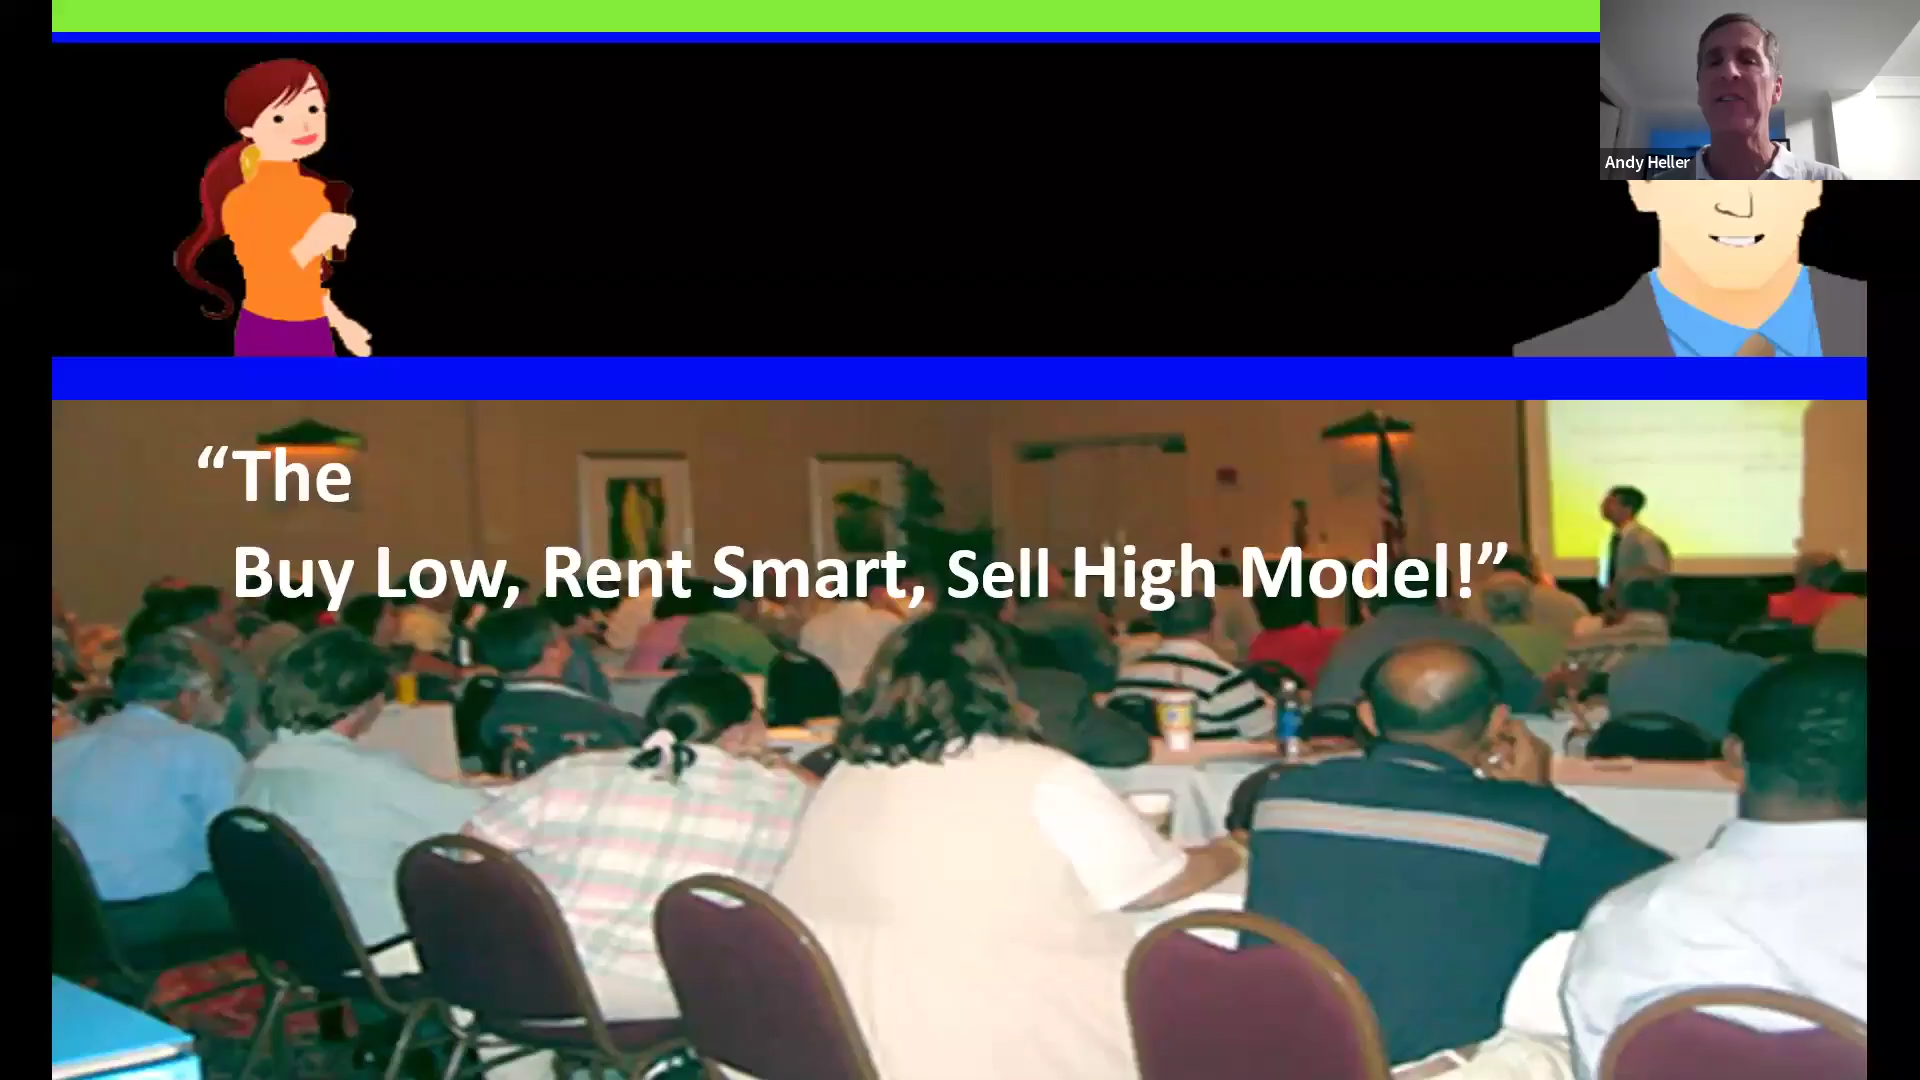 Andy Heller
“The
Buy Low, Rent Smart, Sell High Model!”